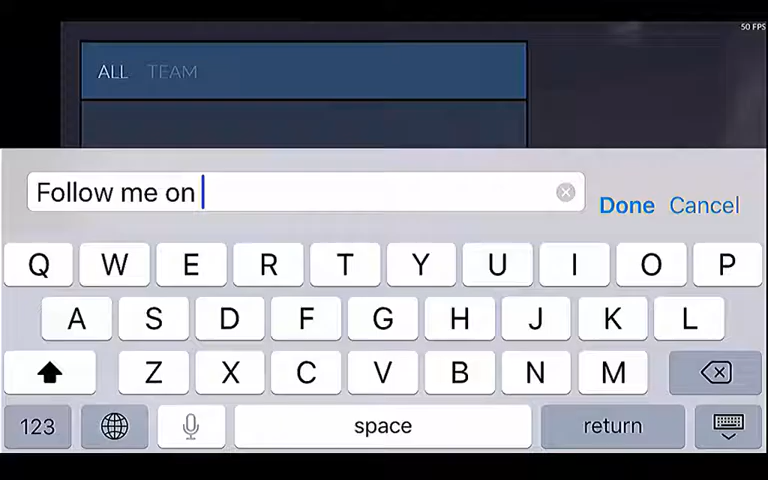 50 FPS
ALL TEAM
Follow me on
Done Cancel
Q W E R T Y U I O P
A S D F G H J K L
Z X C V B N M
123 space return